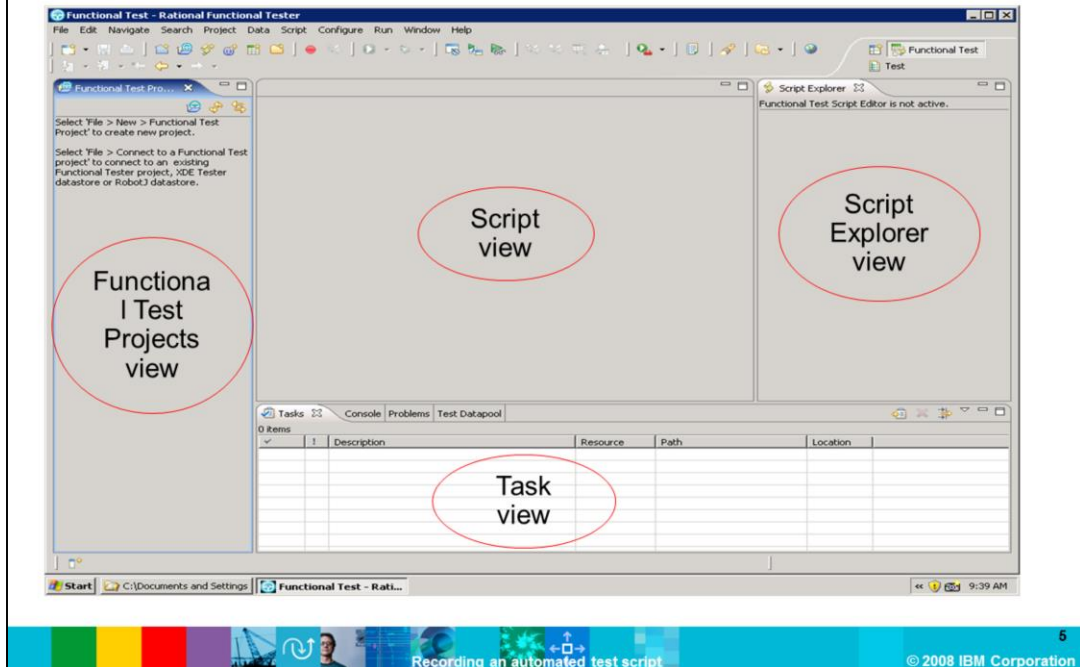 Functional Test - Rational Functional Tester
File Edit Navigate Search Project Data Script Configure Run Window Help
Functional Test
Test
Functional Test Pro...
Script Explorer
Functional Test Script Editor is not active.
Select 'File > New > Functional Test
Project' to create new project.
Select 'File > Connect to a Functional Test
project' to connect to an existing
Functional Tester project, XDE Tester
datastore or RobotJ datastore.
Script
view
Script
Explorer
view
Functiona
l Test
Projects
view
Tasks Console Problems Test Datapool
0 items
! Description Resource Path Location
Task
view
Start C:\Documents and Settings Functional Test - Rati... « 9:39 AM
5
Recording an automated test script
© 2008 IBM Corporation